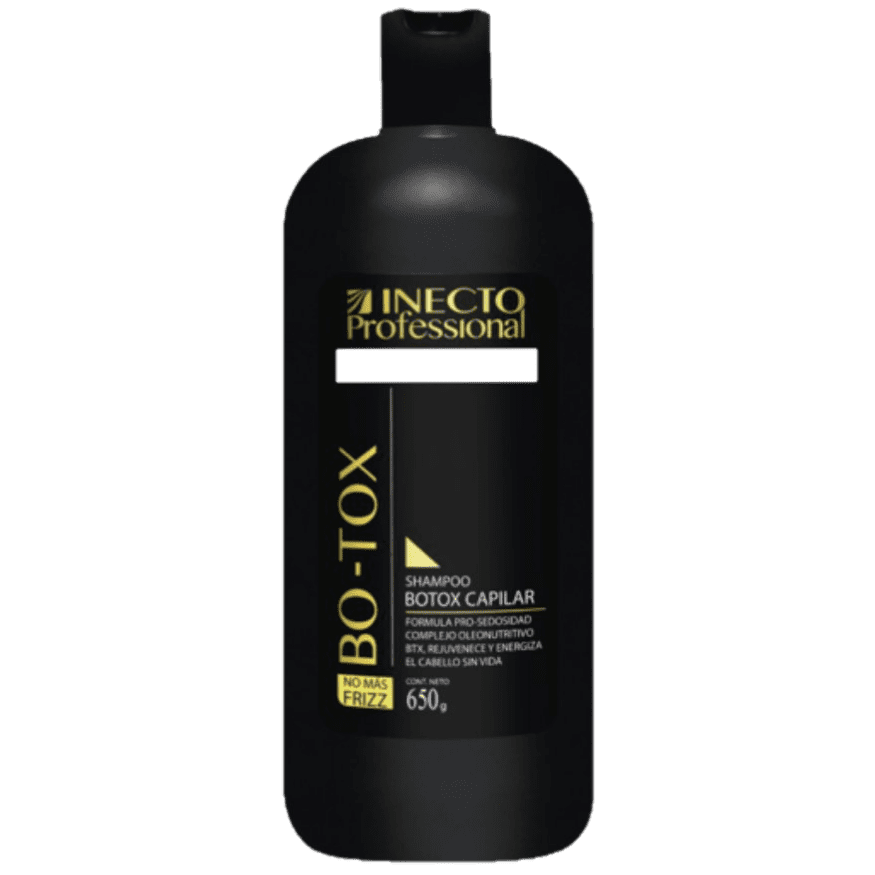 INECTO
Professional
BO-TOX
NO MÁS
FRIZZ
SHAMPOO
BOTOX CAPILAR
FORMULA PRO-SEDOSIDAD
COMPLEJO OLEONUTRITIVO
BTX, REJUVENECE Y ENERGIZA
EL CABELLO SIN VIDA
CONT. NETO
650g